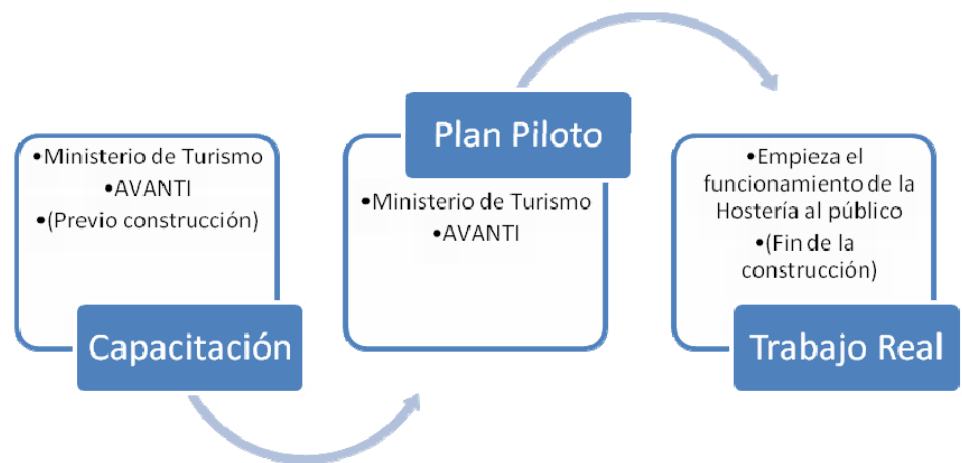 •Ministerio de Turismo
•AVANTI
•(Previo construcción)
Capacitación
Plan Piloto
•Ministerio de Turismo
•AVANTI
•Empieza el
funcionamiento de la
Hostería al público
•(Fin de la
construcción)
Trabajo Real